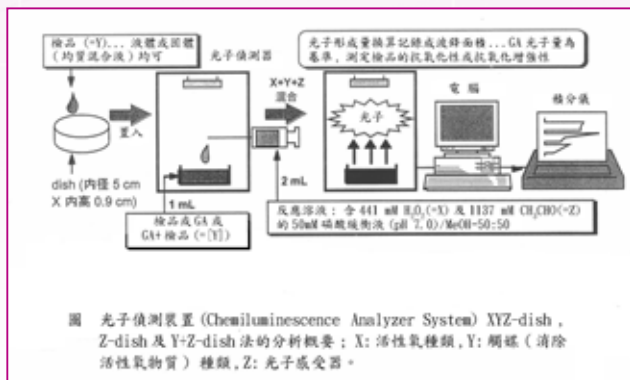 檢品 (=Y)... 液體或固體
(均質混合液) 均可
光子偵測器
置入
dish (内徑 5 cm
X 内高 0.9 cm)
1 mL
檢品或GA或
GA+檢品 (=[Y])
X+Y+Z
混合
2 mL
光子形成量換算記錄成波鋒面積...GA光子量為
基準, 測定檢品的抗氧化性或抗氧化增強性
光子
電腦
積分儀
反應溶液: 含 441 mM H₂O₂(=X) 及 1137 mM CH₃CHO(=Z)
的 50mM 磷酸緩衝液 (pH 7.0)/MeOH=50:50
圖 光子偵測裝置 (Chemiluminescence Analyzer System) XYZ-dish,
Z-dish 及 Y+Z-dish 法的分析概要; X: 活性氧種類, Y: 觸媒 (消除
活性氧物質) 種類, Z: 光子感受器。